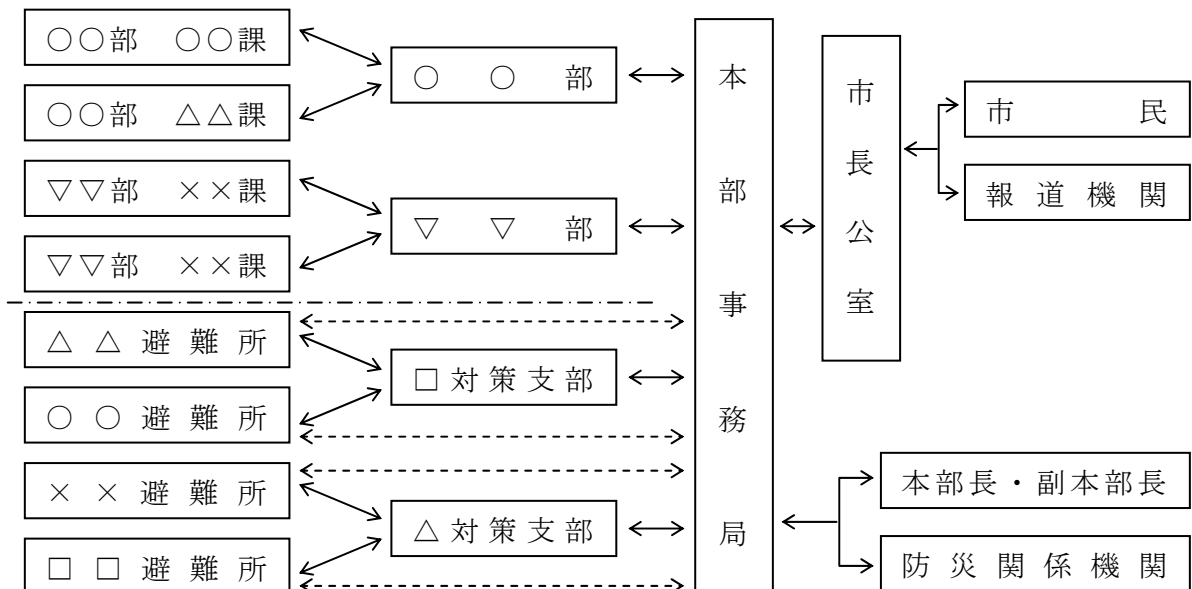 ○○部 ○○課
○○部 △△課
▽▽部 ××課
▽▽部 ××課
△△避難所
○○避難所
××避難所
□□避難所
○○部
▽▽部
□対策支部
△対策支部
本部事務局
市長公室
市民
報道機関
本部長・副本部長
防災関係機関